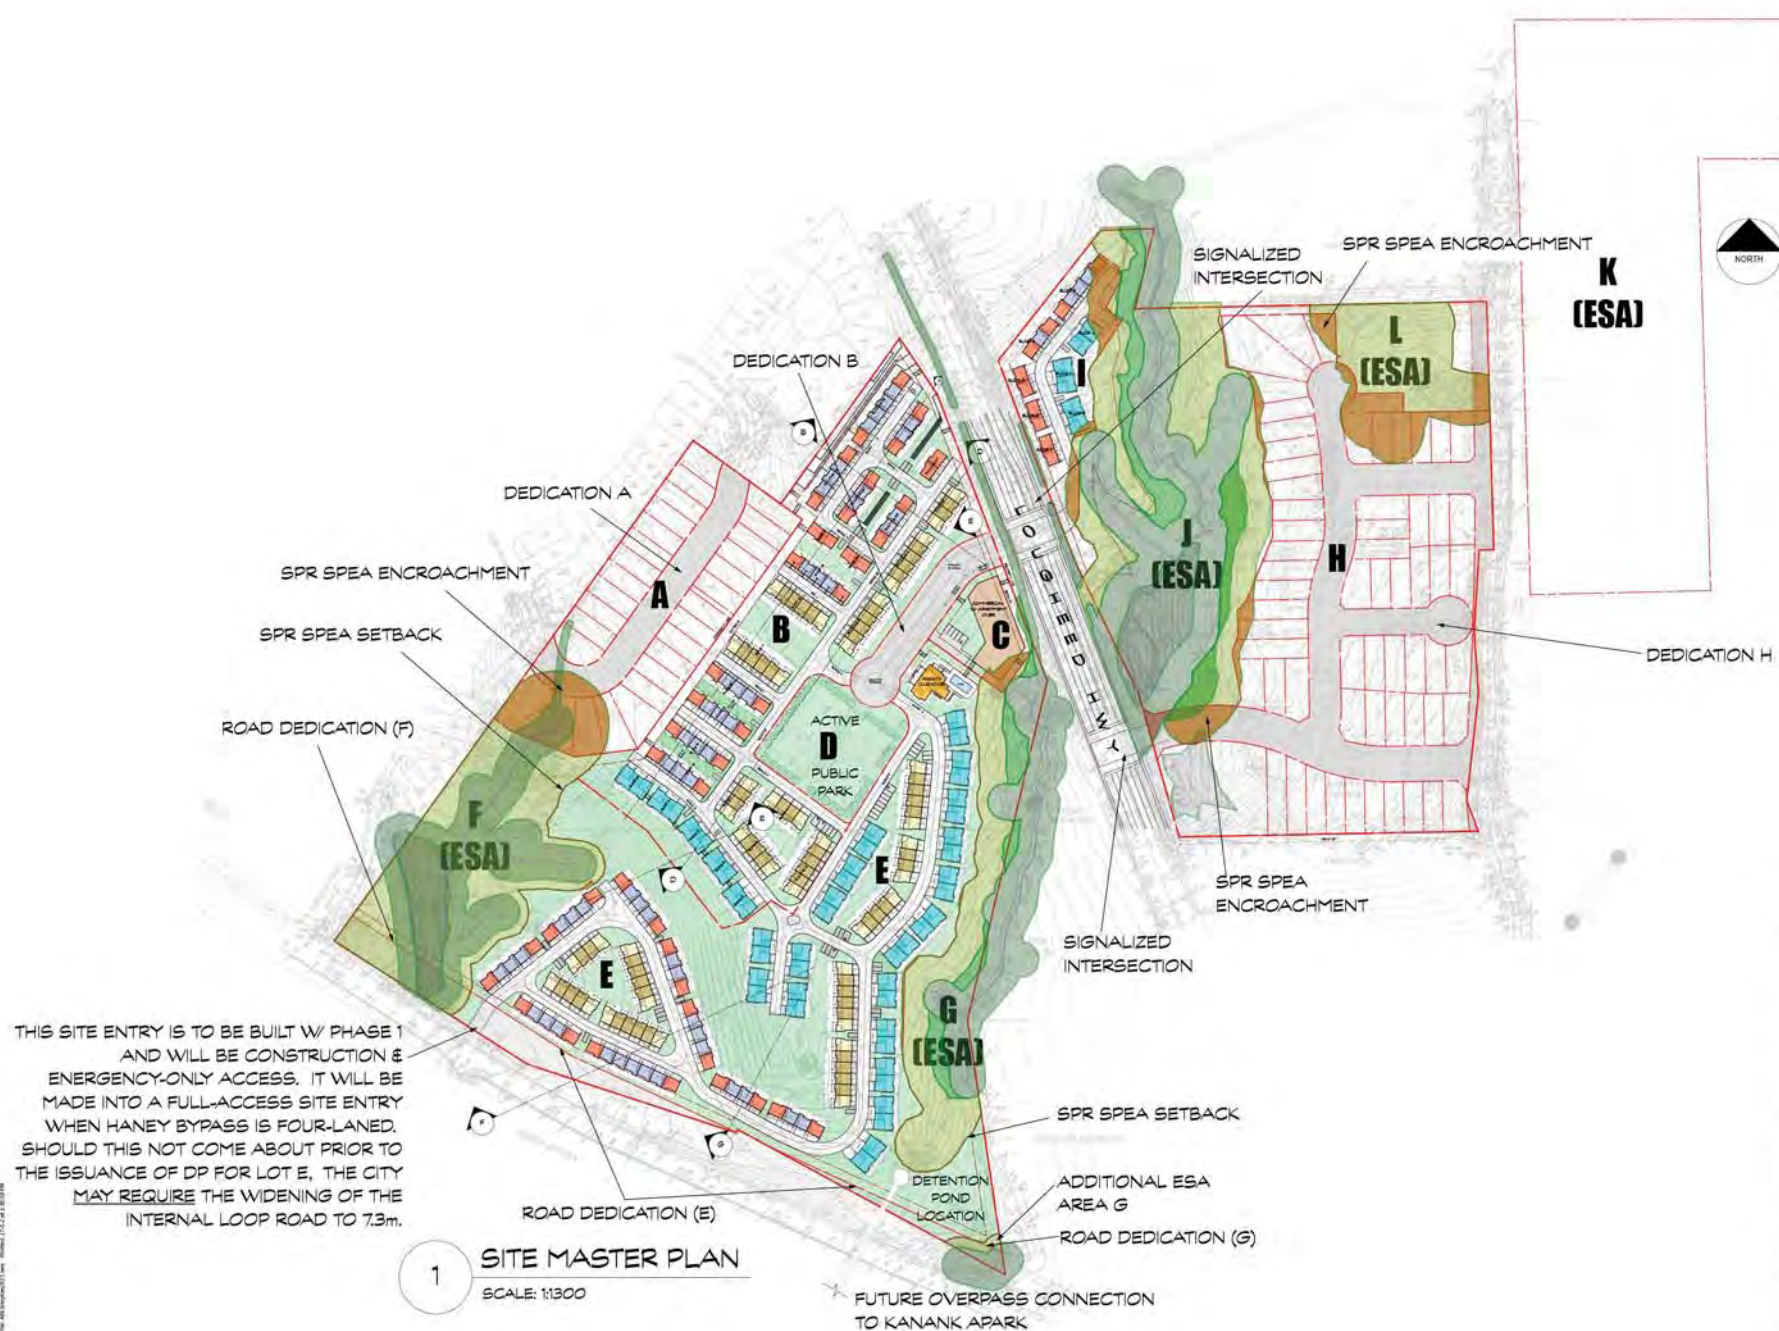 SPR SPEA ENCROACHMENT
SIGNALIZED
INTERSECTION
K
(ESA)
NORTH
L
(ESA)
DEDICATION B
I
DEDICATION A
J
(ESA)
H
A
SPR SPEA ENCROACHMENT
SPR SPEA SETBACK
B
C
COLQIEED HWY
DEDICATION H
ROAD DEDICATION (F)
ACTIVE
D
PUBLIC
PARK
F
(ESA)
E
SPR SPEA
ENCROACHMENT
SIGNALIZED
INTERSECTION
E
G
(ESA)
THIS SITE ENTRY IS TO BE BUILT W/ PHASE 1
AND WILL BE CONSTRUCTION &
ENERGENCY-ONLY ACCESS. IT WILL BE
MADE INTO A FULL-ACCESS SITE ENTRY
WHEN HANEY BYPASS IS FOUR-LANED.
SHOULD THIS NOT COME ABOUT PRIOR TO
THE ISSUANCE OF DP FOR LOT E, THE CITY
MAY REQUIRE THE WIDENING OF THE
INTERNAL LOOP ROAD TO 7.3m.
SPR SPEA SETBACK
DETENTION
POND
LOCATION
ADDITIONAL ESA
AREA G
ROAD DEDICATION (E)
ROAD DEDICATION (G)
1
SITE MASTER PLAN
SCALE: 1:1300
FUTURE OVERPASS CONNECTION
TO KANANK APARK